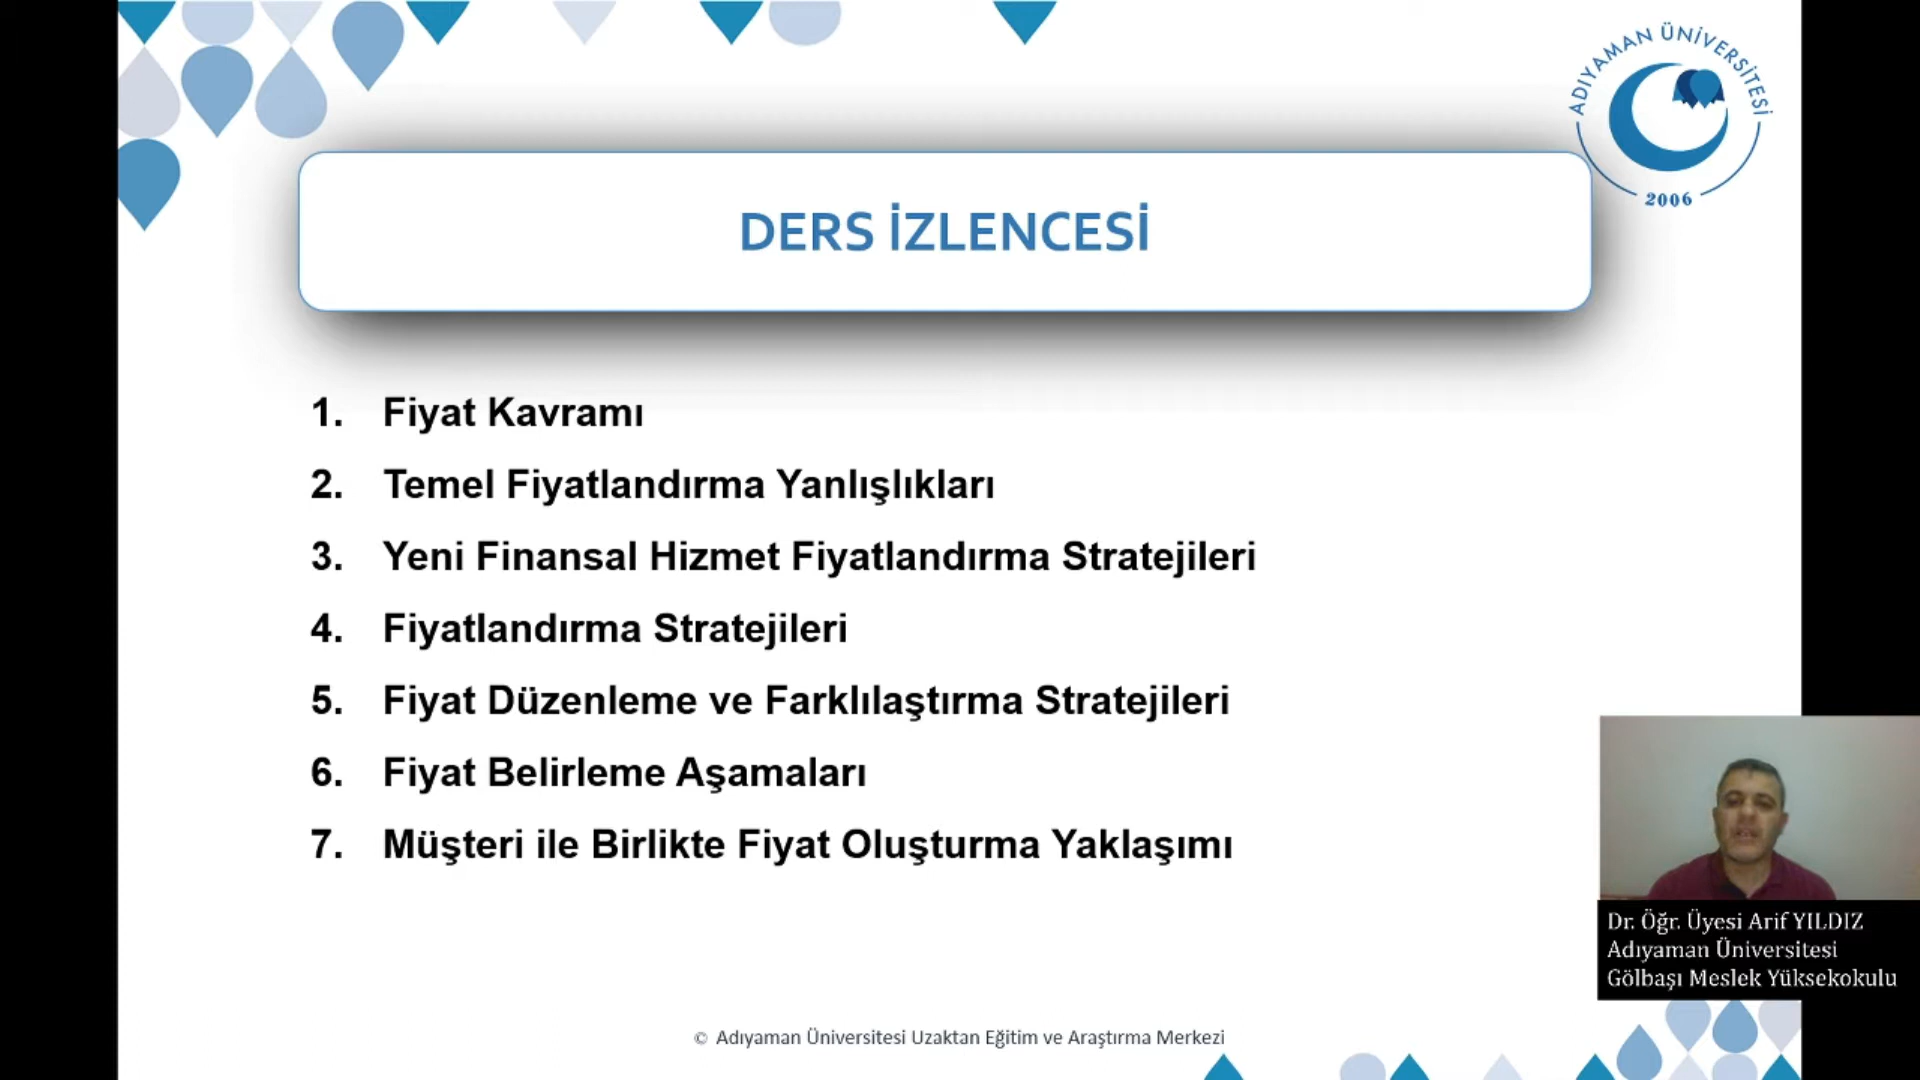 ADIYAMAN ÜNİVERSİTESİ
2006
DERS İZLENCESİ
1. Fiyat Kavramı
2. Temel Fiyatlandırma Yanlışlıkları
3. Yeni Finansal Hizmet Fiyatlandırma Stratejileri
4. Fiyatlandırma Stratejileri
5. Fiyat Düzenleme ve Farklılaştırma Stratejileri
6. Fiyat Belirleme Aşamaları
7. Müşteri ile Birlikte Fiyat Oluşturma Yaklaşımı
Dr. Öğr. Üyesi Arif YILDIZ
Adıyaman Üniversitesi
Gölbaşı Meslek Yüksekokulu
© Adıyaman Üniversitesi Uzaktan Eğitim ve Araştırma Merkezi